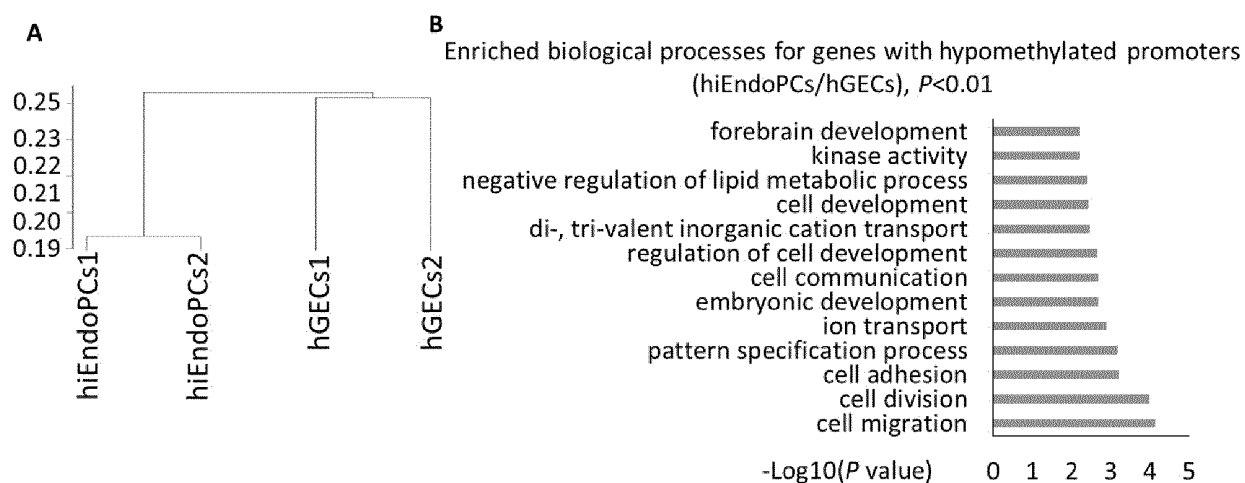 A
0.25
0.23
0.22
0.21
0.20
0.19
hiEndoPCs1
hiEndoPCs2
hGECs1
hGECs2
B
Enriched biological processes for genes with hypomethylated promoters
(hiEndoPCs/hGECs), P<0.01
forebrain development
kinase activity
negative regulation of lipid metabolic process
cell development
di-, tri-valent inorganic cation transport
regulation of cell development
cell communication
embryonic development
ion transport
pattern specification process
cell adhesion
cell division
cell migration
-Log10(P value) 0 1 2 3 4 5